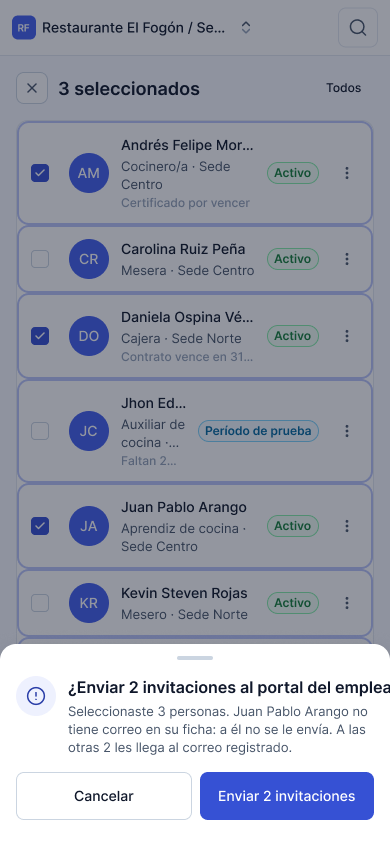 RF Restaurante El Fogón / Se...
3 seleccionados Todos
Andrés Felipe Mor...
AM Cocinero/a · Sede Activo
Centro
Certificado por vencer
CR Carolina Ruiz Peña Activo
Mesera · Sede Centro
Daniela Ospina Vé...
DO Cajera · Sede Norte Activo
Contrato vence en 31...
Jhon Ed...
JC Auxiliar de Período de prueba
cocina ·...
Faltan 2...
Juan Pablo Arango
JA Aprendiz de cocina · Activo
Sede Centro
KR Kevin Steven Rojas Activo
Mesero · Sede Norte
¿Enviar 2 invitaciones al portal del emplea
Seleccionaste 3 personas. Juan Pablo Arango no
tiene correo en su ficha: a él no se le envía. A las
otras 2 les llega al correo registrado.
Cancelar Enviar 2 invitaciones